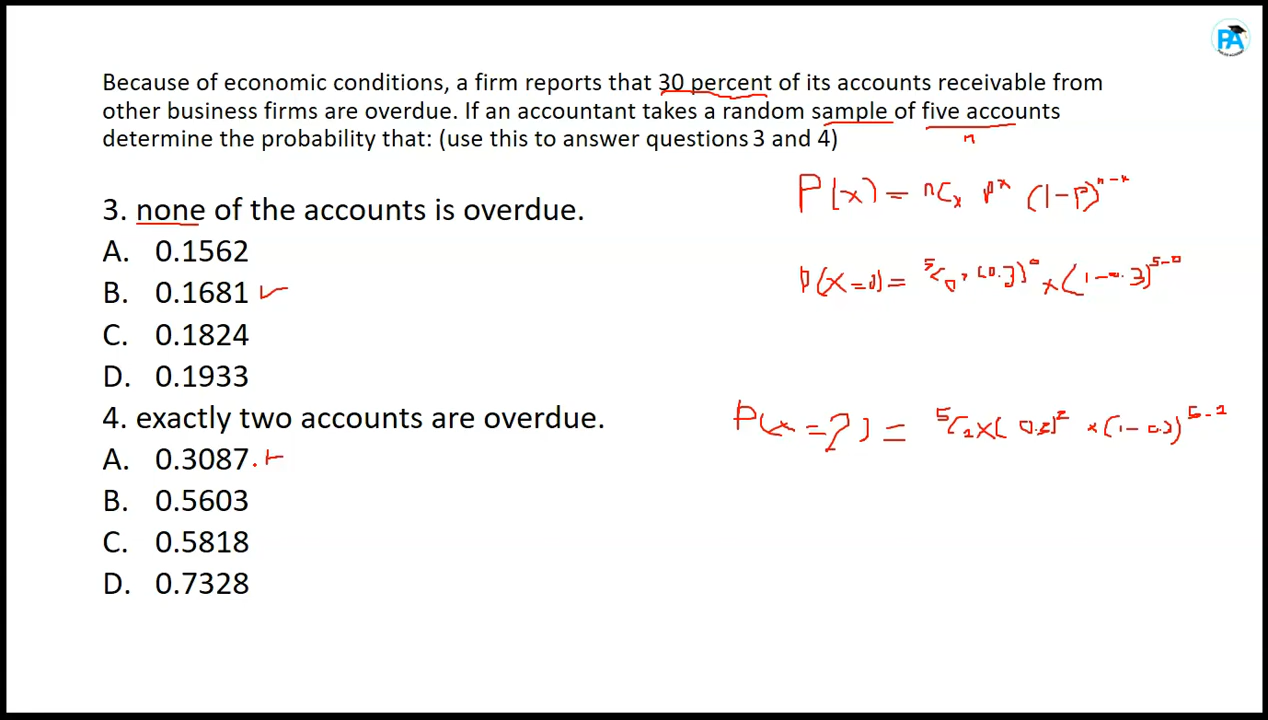 PA
Because of economic conditions, a firm reports that 30 percent of its accounts receivable from
other business firms are overdue. If an accountant takes a random sample of five accounts
determine the probability that: (use this to answer questions 3 and 4)
n
P(x) = nCx p^x (1-P)^n-x
3. none of the accounts is overdue.
A. 0.1562
P(X=0) = 5C0 × (0.3)^0 × (1-0.3)^5-0
B. 0.1681
C. 0.1824
D. 0.1933
4. exactly two accounts are overdue.
P(x=2) = 5C2 × (0.3)^2 × (1-0.3)^5-2
A. 0.3087.
B. 0.5603
C. 0.5818
D. 0.7328